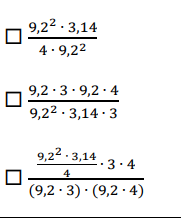 ☐ 9,2² · 3,14 / 4 · 9,2²
☐ 9,2 · 3 · 9,2 · 4 / 9,2² · 3,14 · 3
☐ (9,2² · 3,14 / 4) · 3 · 4 / (9,2 · 3) · (9,2 · 4)